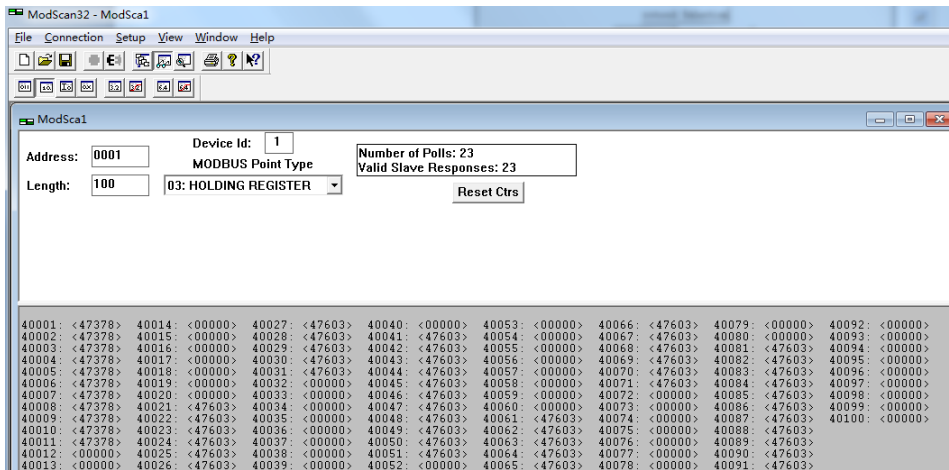 ModScan32 - ModSca1
File Connection Setup View Window Help
ModSca1
Address: 0001
Device Id: 1
MODBUS Point Type
Length: 100
03: HOLDING REGISTER
Number of Polls: 23
Valid Slave Responses: 23
Reset Ctrs
40001: <47378> 40014: <00000> 40027: <47603> 40040: <00000> 40053: <00000> 40066: <47603> 40079: <00000> 40092: <00000>
40002: <47378> 40015: <00000> 40028: <47603> 40041: <47603> 40054: <00000> 40067: <47603> 40080: <00000> 40093: <00000>
40003: <47378> 40016: <00000> 40029: <47603> 40042: <47603> 40055: <00000> 40068: <47603> 40081: <47603> 40094: <00000>
40004: <47378> 40017: <00000> 40030: <47603> 40043: <47603> 40056: <00000> 40069: <47603> 40082: <47603> 40095: <00000>
40005: <47378> 40018: <00000> 40031: <47603> 40044: <47603> 40057: <00000> 40070: <47603> 40083: <47603> 40096: <00000>
40006: <47378> 40019: <00000> 40032: <00000> 40045: <47603> 40058: <00000> 40071: <47603> 40084: <47603> 40097: <00000>
40007: <47378> 40020: <00000> 40033: <00000> 40046: <47603> 40059: <00000> 40072: <00000> 40085: <47603> 40098: <00000>
40008: <47378> 40021: <47603> 40034: <00000> 40047: <47603> 40060: <00000> 40073: <00000> 40086: <47603> 40099: <00000>
40009: <47378> 40022: <47603> 40035: <00000> 40048: <47603> 40061: <47603> 40074: <00000> 40087: <47603> 40100: <00000>
40010: <47378> 40023: <47603> 40036: <00000> 40049: <47603> 40062: <47603> 40075: <00000> 40088: <47603>
40011: <47378> 40024: <47603> 40037: <00000> 40050: <47603> 40063: <47603> 40076: <00000> 40089: <47603>
40012: <00000> 40025: <47603> 40038: <00000> 40051: <47603> 40064: <47603> 40077: <00000> 40090: <47603>
40013: <00000> 40026: <47603> 40039: <00000> 40052: <00000> 40065: <47603> 40078: <00000> 40091: <47603>